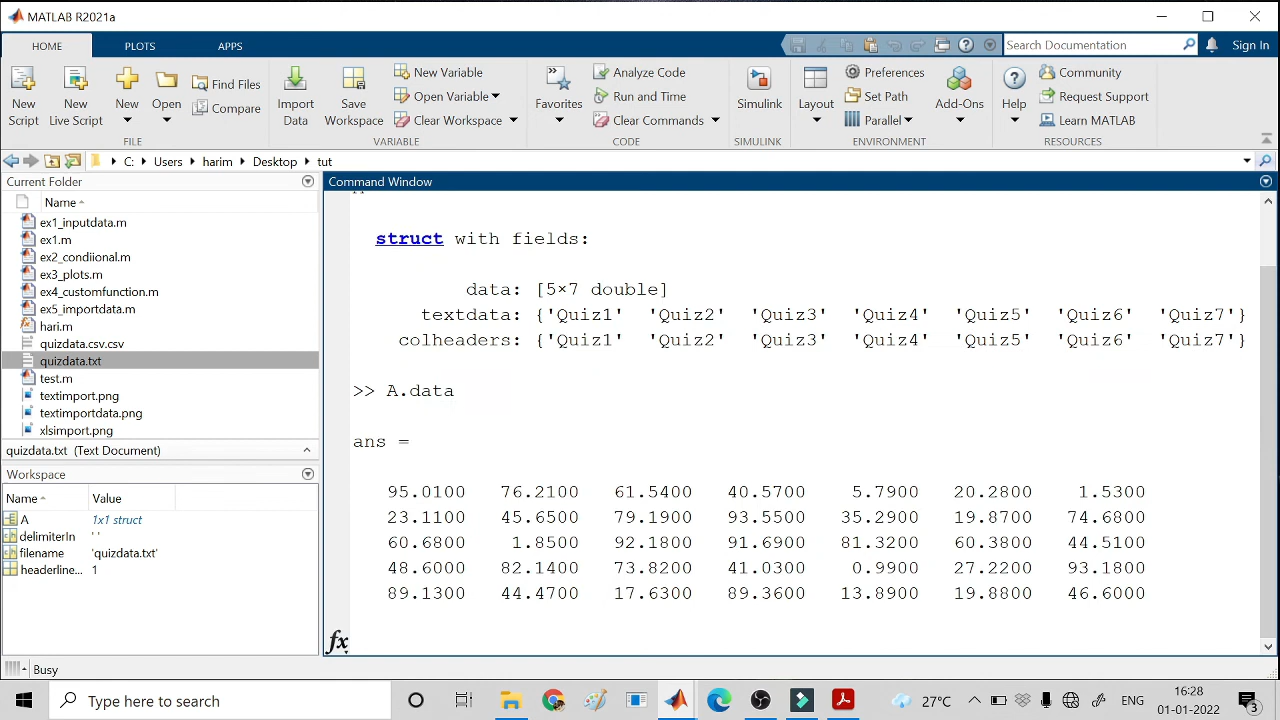 MATLAB R2021a
HOME PLOTS APPS Search Documentation Sign In
New Script New Live Script New Open Find Files Compare Import Data Save Workspace New Variable Open Variable Clear Workspace Favorites Analyze Code Run and Time Clear Commands Simulink Layout Preferences Set Path Parallel Add-Ons Help Community Request Support Learn MATLAB
FILE VARIABLE CODE SIMULINK ENVIRONMENT RESOURCES
C: Users harim Desktop tut
Current Folder
Name
ex1_inputdata.m
ex1.m
ex2_condiional.m
ex3_plots.m
ex4_customfunction.m
ex5_importdata.m
hari.m
quizdata.csv.csv
quizdata.txt
test.m
textimport.png
textimportdata.png
xlsimport.png
quizdata.txt (Text Document)
Workspace
Name Value
A 1x1 struct
delimiterIn ' '
filename 'quizdata.txt'
headerline... 1
Command Window
struct with fields:
data: [5×7 double]
textdata: {'Quiz1' 'Quiz2' 'Quiz3' 'Quiz4' 'Quiz5' 'Quiz6' 'Quiz7'}
colheaders: {'Quiz1' 'Quiz2' 'Quiz3' 'Quiz4' 'Quiz5' 'Quiz6' 'Quiz7'}
>> A.data
ans =
95.0100 76.2100 61.5400 40.5700 5.7900 20.2800 1.5300
23.1100 45.6500 79.1900 93.5500 35.2900 19.8700 74.6800
60.6800 1.8500 92.1800 91.6900 81.3200 60.3800 44.5100
48.6000 82.1400 73.8200 41.0300 0.9900 27.2200 93.1800
89.1300 44.4700 17.6300 89.3600 13.8900 19.8800 46.6000
fx
Busy
Type here to search 27°C ENG 16:28
01-01-2022 3